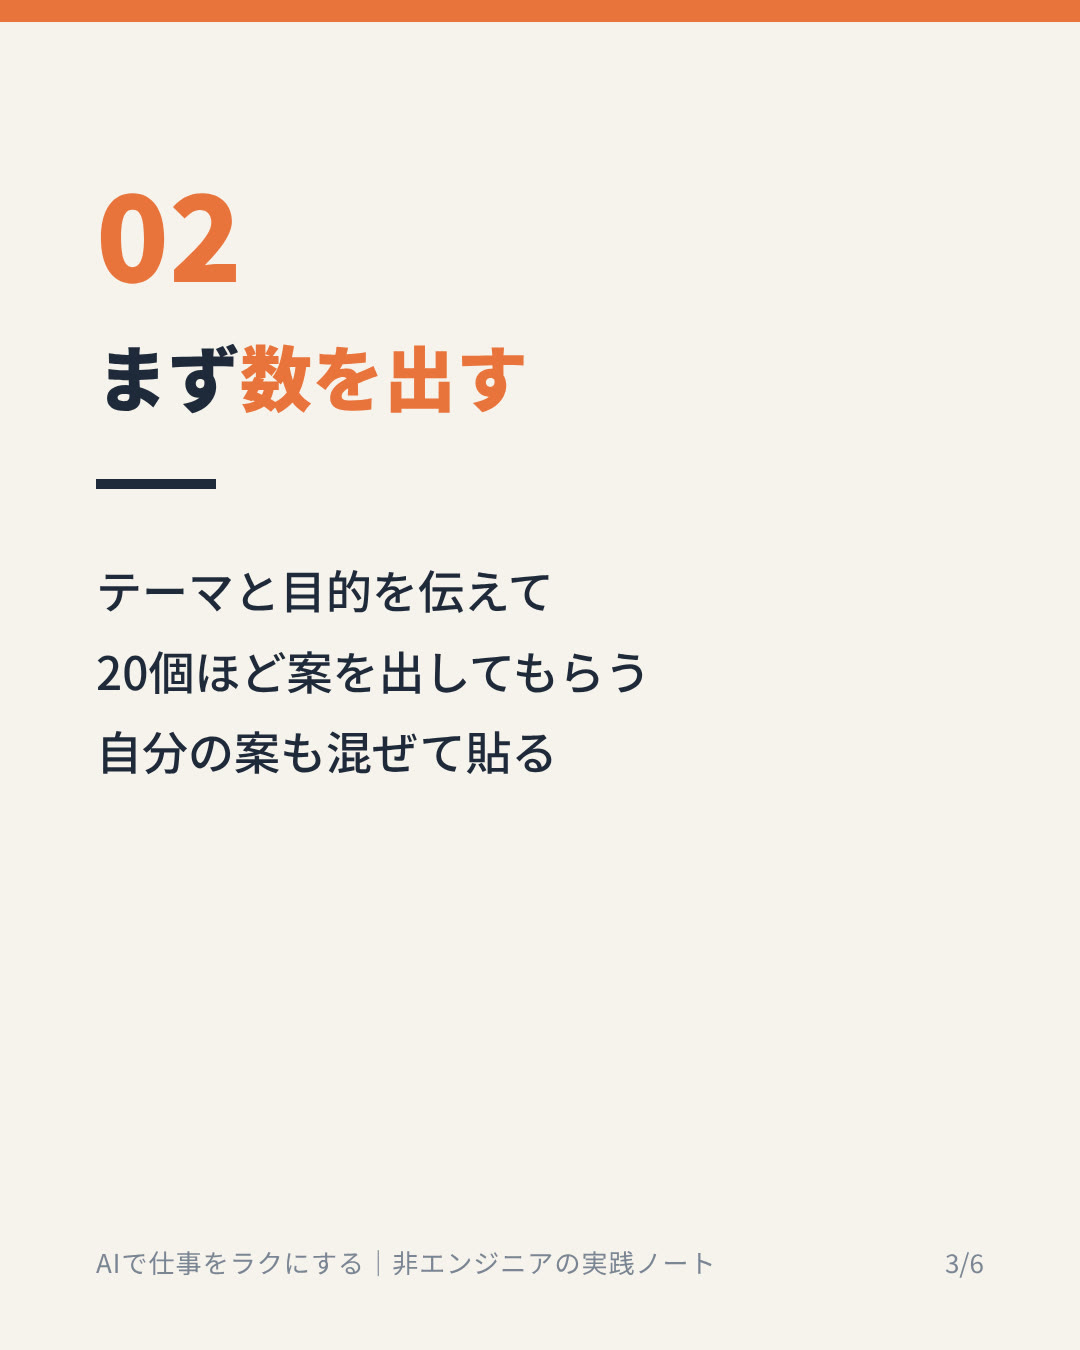 02
まず数を出す
テーマと目的を伝えて
20個ほど案を出してもらう
自分の案も混ぜて貼る
AIで仕事をラクにする｜非エンジニアの実践ノート
3/6